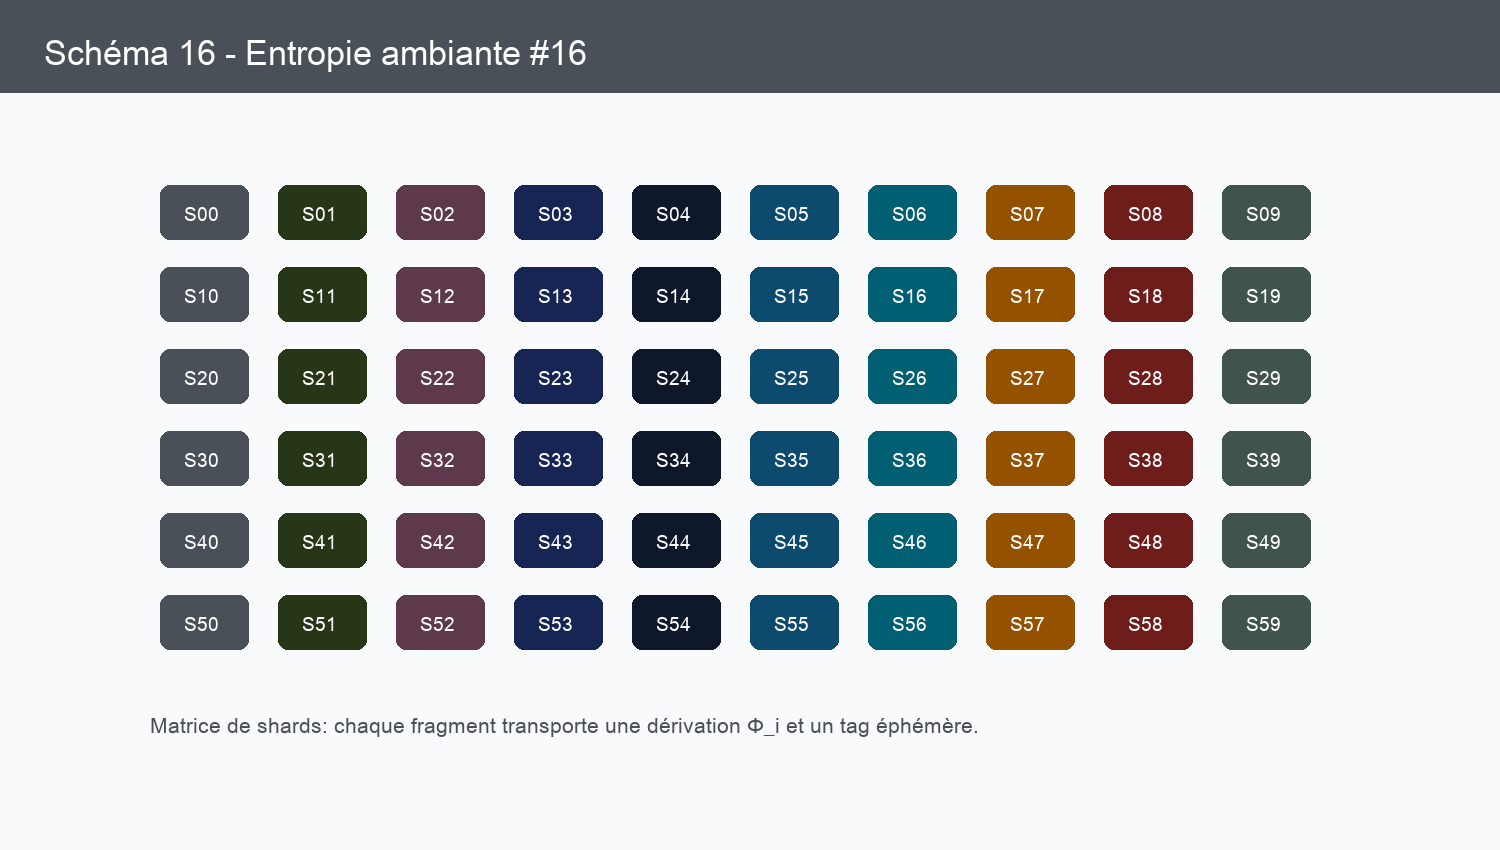 Schéma 16 - Entropie ambiante #16
S00 S01 S02 S03 S04 S05 S06 S07 S08 S09
S10 S11 S12 S13 S14 S15 S16 S17 S18 S19
S20 S21 S22 S23 S24 S25 S26 S27 S28 S29
S30 S31 S32 S33 S34 S35 S36 S37 S38 S39
S40 S41 S42 S43 S44 S45 S46 S47 S48 S49
S50 S51 S52 S53 S54 S55 S56 S57 S58 S59
Matrice de shards: chaque fragment transporte une dérivation Φ_i et un tag éphémère.